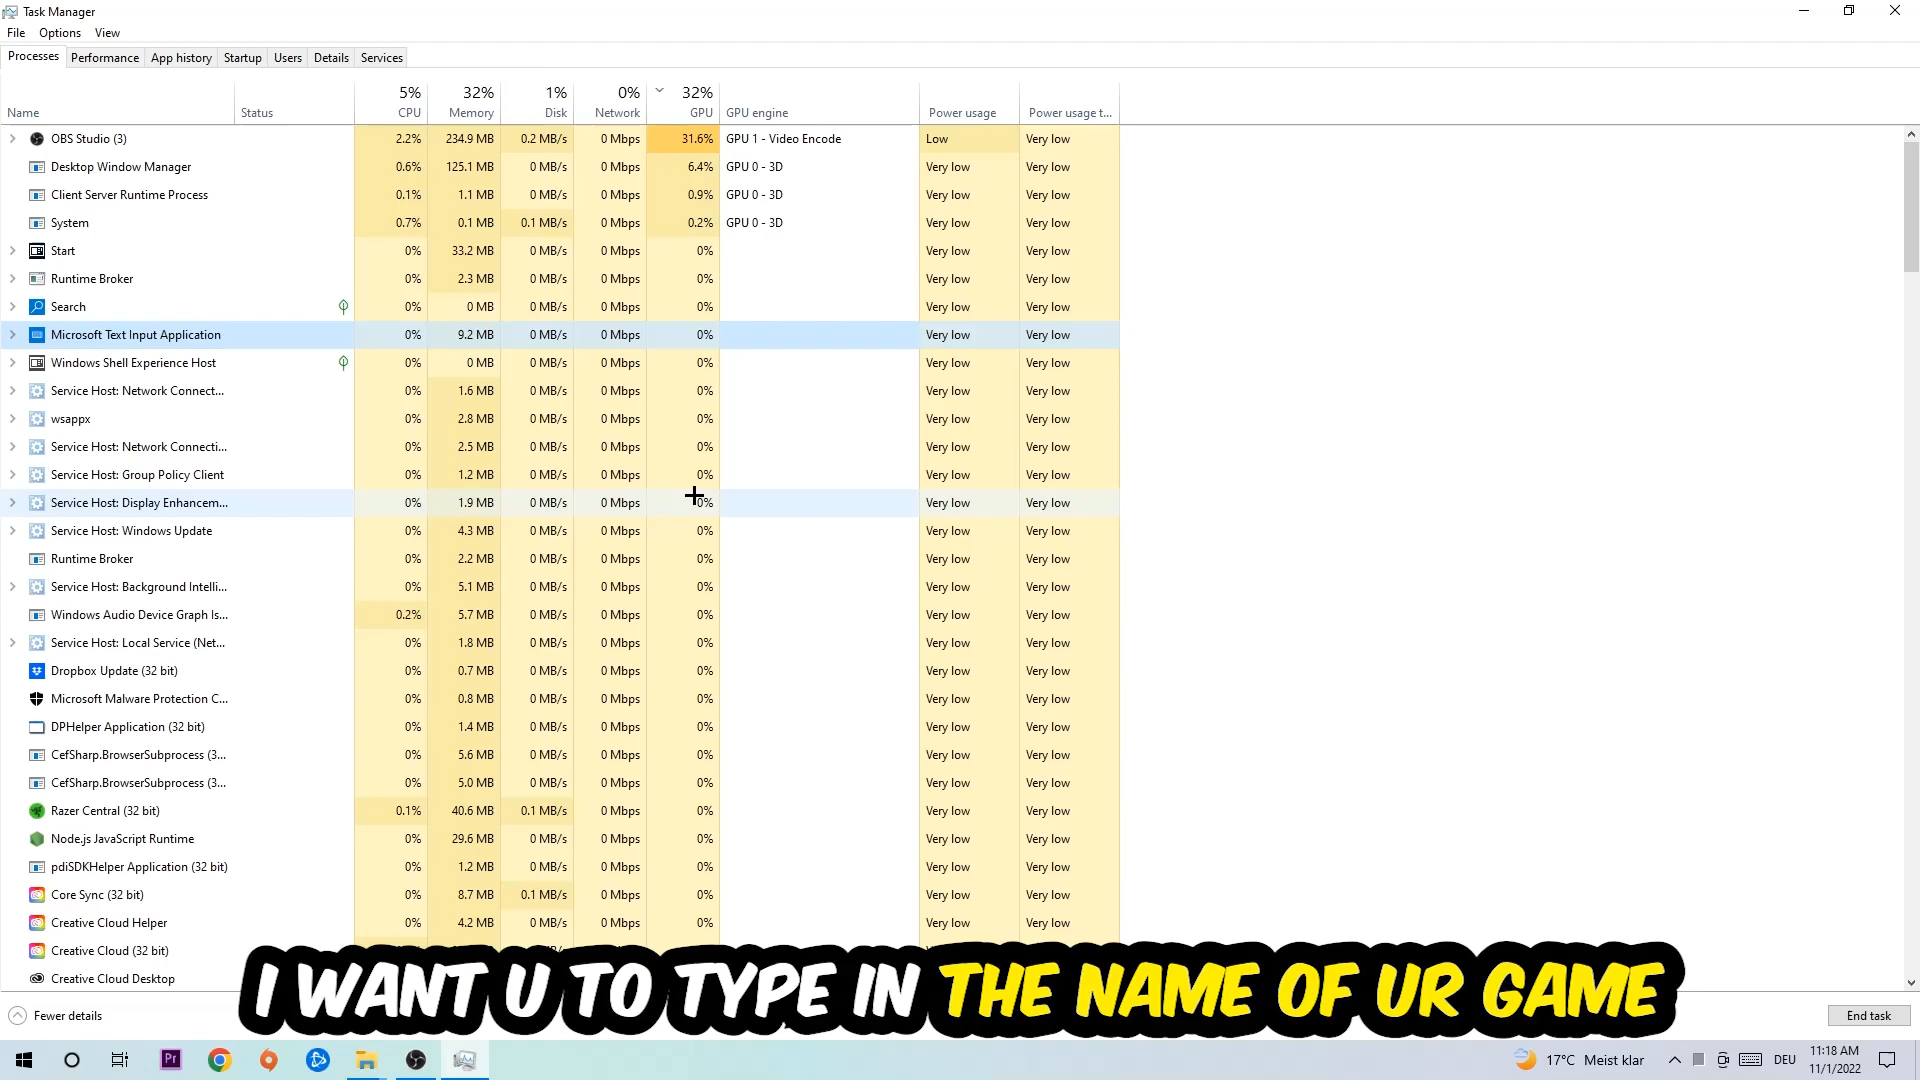 Task Manager
File Options View
Processes Performance App history Startup Users Details Services
5% 32% 1% 0% 32%
Name Status CPU Memory Disk Network GPU GPU engine Power usage Power usage t...
OBS Studio (3) 2.2% 234.9 MB 0.2 MB/s 0 Mbps 31.6% GPU 1 - Video Encode Low Very low
Desktop Window Manager 0.6% 125.1 MB 0 MB/s 0 Mbps 6.4% GPU 0 - 3D Very low Very low
Client Server Runtime Process 0.1% 1.1 MB 0 MB/s 0 Mbps 0.9% GPU 0 - 3D Very low Very low
System 0.7% 0.1 MB 0.1 MB/s 0 Mbps 0.2% GPU 0 - 3D Very low Very low
Start 0% 33.2 MB 0 MB/s 0 Mbps 0% Very low Very low
Runtime Broker 0% 2.3 MB 0 MB/s 0 Mbps 0% Very low Very low
Search 0% 0 MB 0 MB/s 0 Mbps 0% Very low Very low
Microsoft Text Input Application 0% 9.2 MB 0 MB/s 0 Mbps 0% Very low Very low
Windows Shell Experience Host 0% 0 MB 0 MB/s 0 Mbps 0% Very low Very low
Service Host: Network Connect... 0% 1.6 MB 0 MB/s 0 Mbps 0% Very low Very low
wsappx 0% 2.8 MB 0 MB/s 0 Mbps 0% Very low Very low
Service Host: Network Connecti... 0% 2.5 MB 0 MB/s 0 Mbps 0% Very low Very low
Service Host: Group Policy Client 0% 1.2 MB 0 MB/s 0 Mbps 0% Very low Very low
Service Host: Display Enhancem... 0% 1.9 MB 0 MB/s 0 Mbps 0% Very low Very low
Service Host: Windows Update 0% 4.3 MB 0 MB/s 0 Mbps 0% Very low Very low
Runtime Broker 0% 2.2 MB 0 MB/s 0 Mbps 0% Very low Very low
Service Host: Background Intelli... 0% 5.1 MB 0 MB/s 0 Mbps 0% Very low Very low
Windows Audio Device Graph Is... 0.2% 5.7 MB 0 MB/s 0 Mbps 0% Very low Very low
Service Host: Local Service (Net... 0% 1.8 MB 0 MB/s 0 Mbps 0% Very low Very low
Dropbox Update (32 bit) 0% 0.7 MB 0 MB/s 0 Mbps 0% Very low Very low
Microsoft Malware Protection C... 0% 0.8 MB 0 MB/s 0 Mbps 0% Very low Very low
DPHelper Application (32 bit) 0% 1.4 MB 0 MB/s 0 Mbps 0% Very low Very low
CefSharp.BrowserSubprocess (3... 0% 5.6 MB 0 MB/s 0 Mbps 0% Very low Very low
CefSharp.BrowserSubprocess (3... 0% 5.0 MB 0 MB/s 0 Mbps 0% Very low Very low
Razer Central (32 bit) 0.1% 40.6 MB 0.1 MB/s 0 Mbps 0% Very low Very low
Node.js JavaScript Runtime 0% 29.6 MB 0 MB/s 0 Mbps 0% Very low Very low
pdiSDKHelper Application (32 bit) 0% 1.2 MB 0 MB/s 0 Mbps 0% Very low Very low
Core Sync (32 bit) 0% 8.7 MB 0.1 MB/s 0 Mbps 0% Very low Very low
Creative Cloud Helper 0% 4.2 MB 0 MB/s 0 Mbps 0% Very low Very low
Creative Cloud (32 bit)
Creative Cloud Desktop
I WANT U TO TYPE IN THE NAME OF UR GAME
Fewer details End task
Pr 17°C Meist klar DEU 11:18 AM
11/1/2022